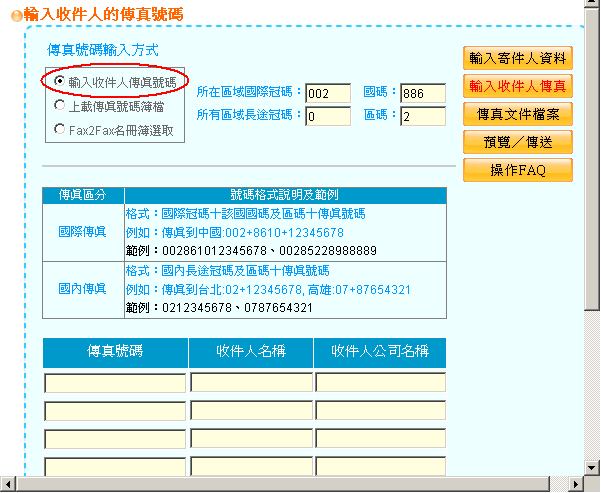 輸入收件人的傳真號碼
傳真號碼輸入方式
輸入收件人傳真號碼
上載傳真號碼簿檔
Fax2Fax名冊簿選取
所在區域國際冠碼：002 國碼：886
所有區域長途冠碼：0 區碼：2
輸入寄件人資料
輸入收件人傳真
傳真文件檔案
預覽／傳送
操作FAQ
傳真區分 號碼格式說明及範例
國際傳真
格式：國際冠碼＋該國國碼及區碼＋傳真號碼
例如：傳真到中國:002+8610+12345678
範例：002861012345678、00285228988889
國內傳真
格式：國內長途冠碼及區碼＋傳真號碼
例如：傳真到台北:02+12345678, 高雄:07+87654321
範例：0212345678、0787654321
傳真號碼 收件人名稱 收件人公司名稱